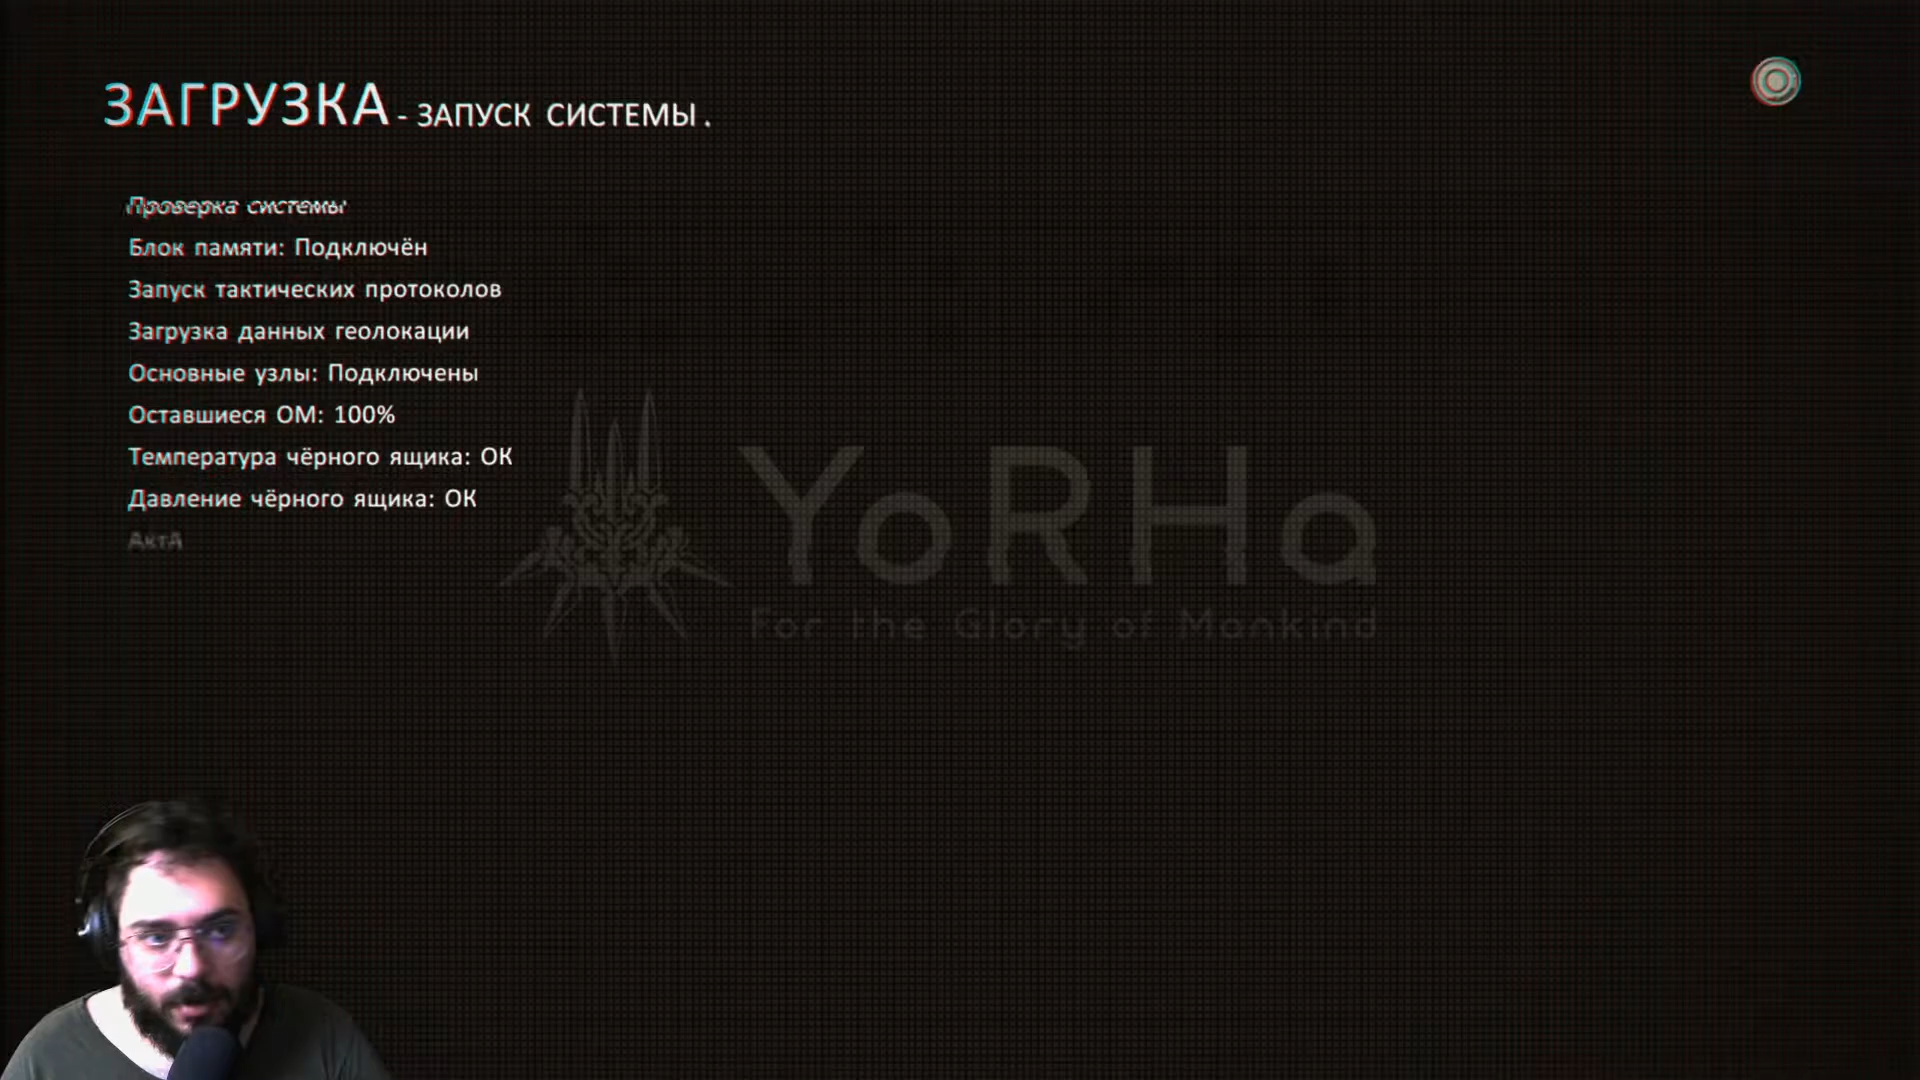 ЗАГРУЗКА - ЗАПУСК СИСТЕМЫ .
Проверка системы
Блок памяти: Подключён
Запуск тактических протоколов
Загрузка данных геолокации
Основные узлы: Подключены
Оставшиеся ОМ: 100%
Температура чёрного ящика: ОК
Давление чёрного ящика: ОК
АктА
YoRHa
For the Glory of Mankind